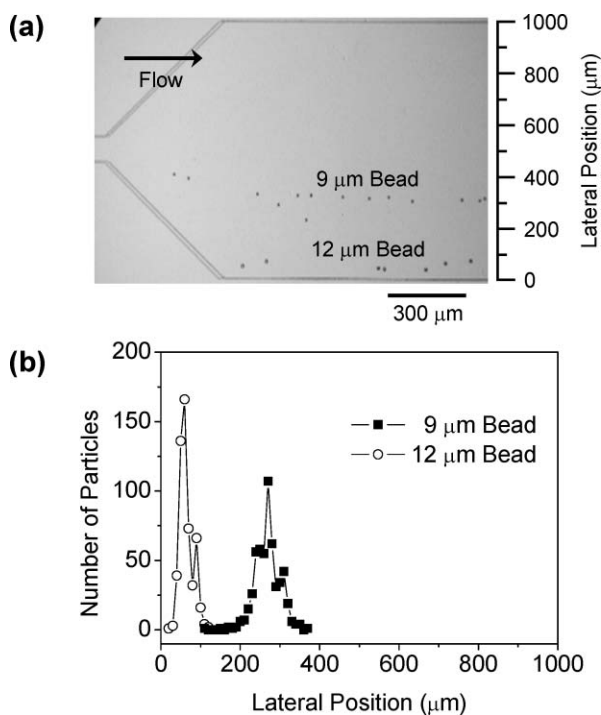 (a)
Flow
9 μm Bead
12 μm Bead
300 μm
1000
800
600
400
200
0
Lateral Position (μm)
(b)
200
150
100
50
0
Number of Particles
9 μm Bead
12 μm Bead
0 200 400 600 800 1000
Lateral Position (μm)